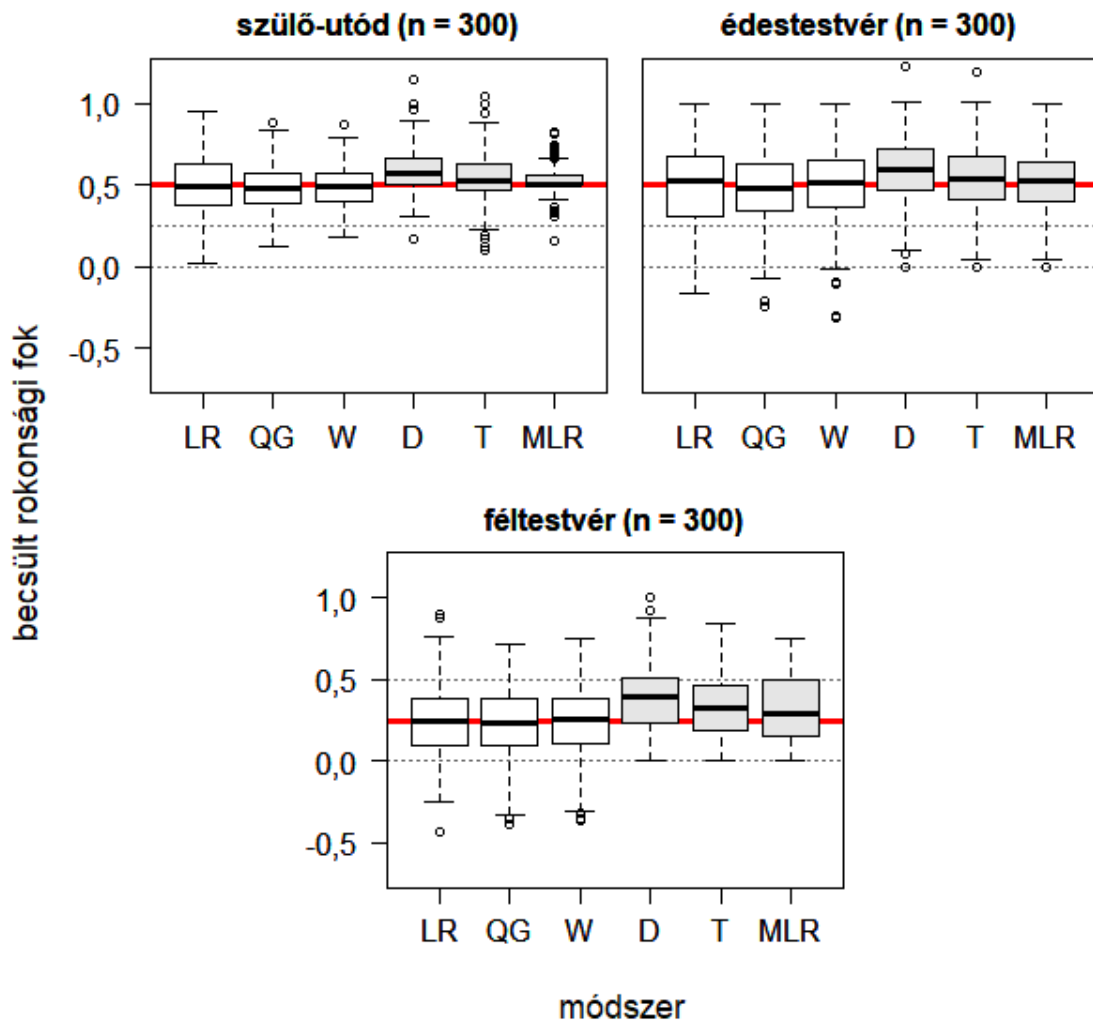 szülő-utód (n = 300)
édestestvér (n = 300)
1,0
0,5
0,0
-0,5
LR QG W D T MLR
LR QG W D T MLR
becsült rokonsági fok
féltestvér (n = 300)
1,0
0,5
0,0
-0,5
LR QG W D T MLR
módszer